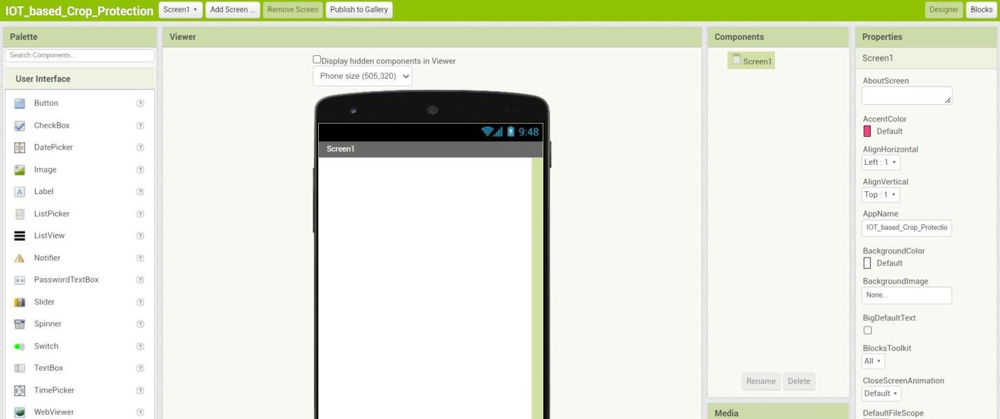 IOT_based_Crop_Protection
Screen1
Add Screen ...
Remove Screen
Publish to Gallery
Designer
Blocks
Palette
Search Components...
User Interface
Button
?
CheckBox
?
DatePicker
?
Image
?
Label
?
ListPicker
?
ListView
?
Notifier
?
PasswordTextBox
?
Slider
?
Spinner
?
Switch
?
TextBox
?
TimePicker
?
WebViewer
?
Viewer
Display hidden components in Viewer
Phone size (505,320)
9:48
Screen1
Components
Screen1
Rename
Delete
Media
Properties
Screen1
AboutScreen
AccentColor
Default
AlignHorizontal
Left : 1
AlignVertical
Top : 1
AppName
IOT_based_Crop_Protectio
BackgroundColor
Default
BackgroundImage
None...
BigDefaultText
BlocksToolkit
All
CloseScreenAnimation
Default
DefaultFileScope